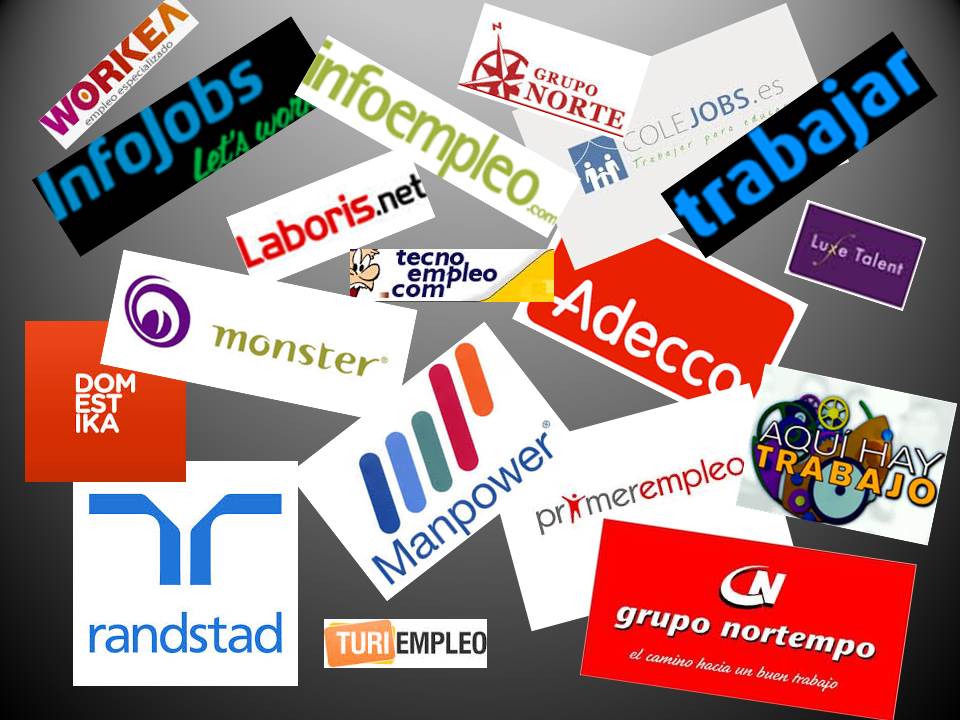 WORKEA
empleo especializado
InfoJobs
Let's work
infoempleo
.com
N
GRUPO
NORTE
COLEJOBS.es
Trabajar para educar
trabajar
Laboris.net
tecno
empleo
com
Luxe Talent
Adecco
monster®
DOM
EST
IKA
Manpower®
primerempleo
AQUÍ HAY
TRABAJO
randstad
TURIEMPLEO
N
grupo nortempo
el camino hacia un buen trabajo